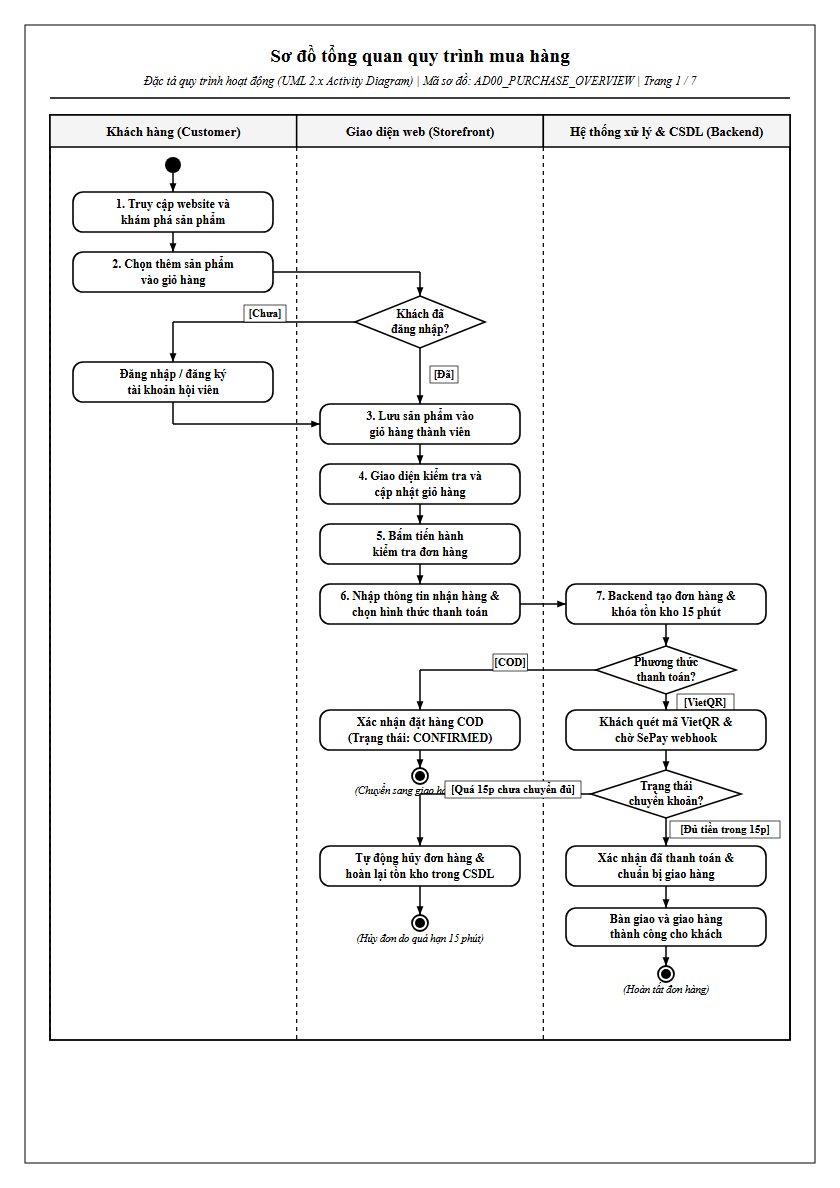 Sơ đồ tổng quan quy trình mua hàng
Đặc tả quy trình hoạt động (UML 2.x Activity Diagram) | Mã sơ đồ: AD00_PURCHASE_OVERVIEW | Trang 1 / 7
Khách hàng (Customer)
Giao diện web (Storefront)
Hệ thống xử lý & CSDL (Backend)
1. Truy cập website và
khám phá sản phẩm
2. Chọn thêm sản phẩm
vào giỏ hàng
Khách đã
đăng nhập?
[Chưa]
[Đã]
Đăng nhập / đăng ký
tài khoản hội viên
3. Lưu sản phẩm vào
giỏ hàng thành viên
4. Giao diện kiểm tra và
cập nhật giỏ hàng
5. Bấm tiến hành
kiểm tra đơn hàng
6. Nhập thông tin nhận hàng &
chọn hình thức thanh toán
7. Backend tạo đơn hàng &
khóa tồn kho 15 phút
Phương thức
thanh toán?
[COD]
[VietQR]
Xác nhận đặt hàng COD
(Trạng thái: CONFIRMED)
Khách quét mã VietQR &
chờ SePay webhook
(Chuyển sang giao
[Quá 15p chưa chuyển đủ]
Trạng thái
chuyển khoản?
[Đủ tiền trong 15p]
Tự động hủy đơn hàng &
hoàn lại tồn kho trong CSDL
Xác nhận đã thanh toán &
chuẩn bị giao hàng
(Hủy đơn do quá hạn 15 phút)
Bàn giao và giao hàng
thành công cho khách
(Hoàn tất đơn hàng)